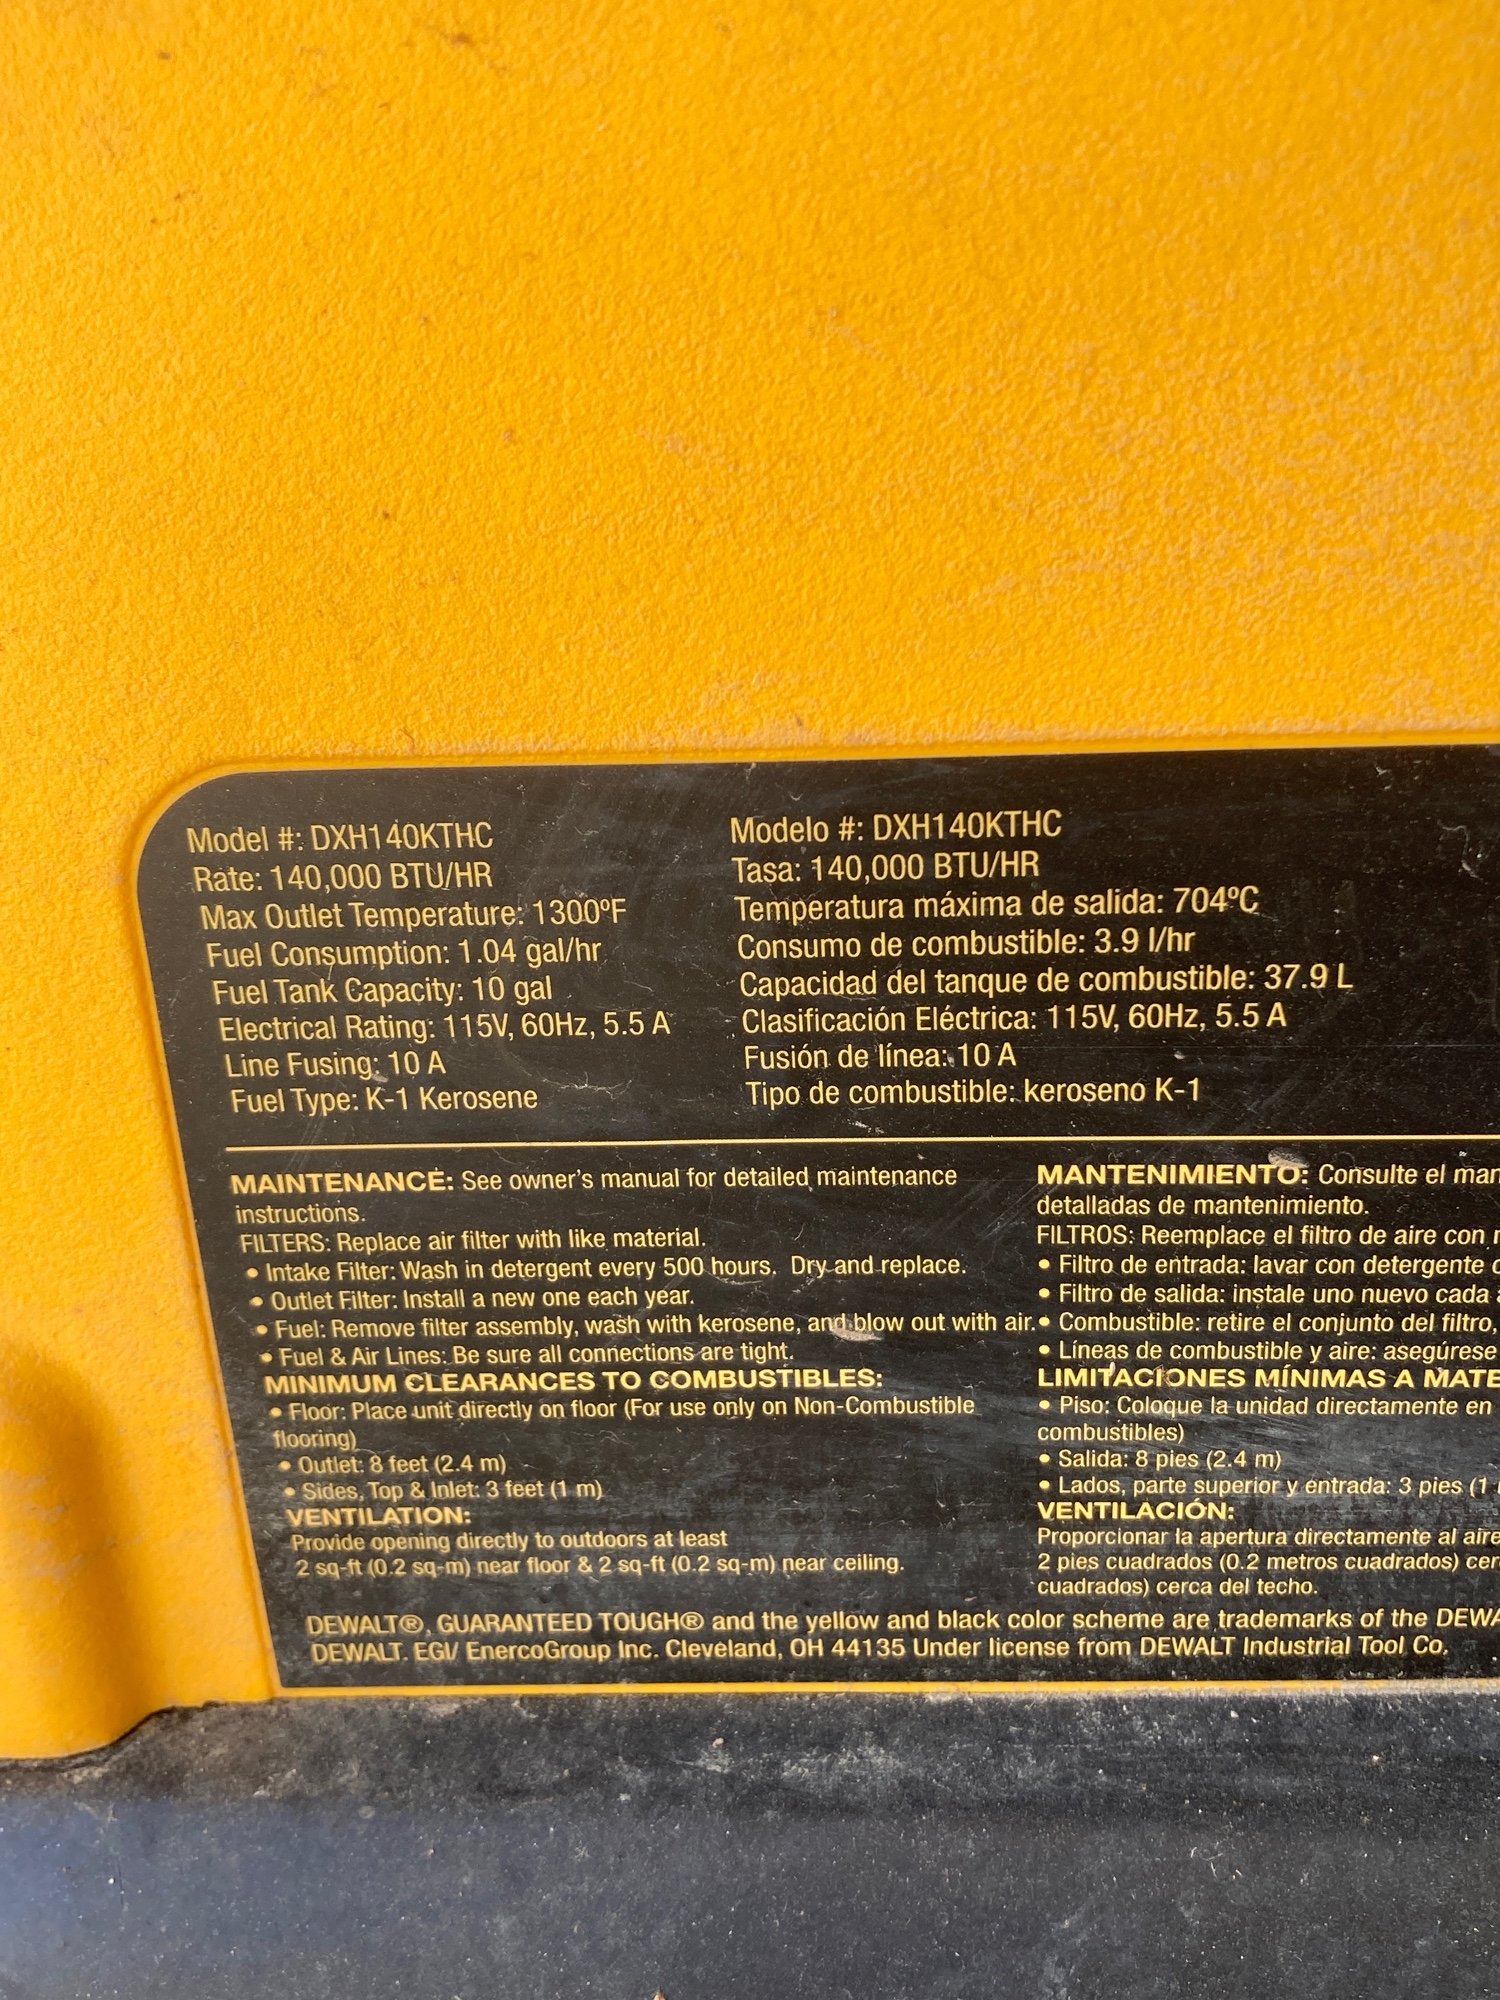 Model #: DXH140KTHC
Rate: 140,000 BTU/HR
Max Outlet Temperature: 1300ºF
Fuel Consumption: 1.04 gal/hr
Fuel Tank Capacity: 10 gal
Electrical Rating: 115V, 60Hz, 5.5 A
Line Fusing: 10 A
Fuel Type: K-1 Kerosene
Modelo #: DXH140KTHC
Tasa: 140,000 BTU/HR
Temperatura máxima de salida: 704ºC
Consumo de combustible: 3.9 l/hr
Capacidad del tanque de combustible: 37.9 L
Clasificación Eléctrica: 115V, 60Hz, 5.5 A
Fusión de línea: 10 A
Tipo de combustible: keroseno K-1
MAINTENANCE: See owner's manual for detailed maintenance
instructions.
FILTERS: Replace air filter with like material.
• Intake Filter: Wash in detergent every 500 hours. Dry and replace.
• Outlet Filter: Install a new one each year.
• Fuel: Remove filter assembly, wash with kerosene, and blow out with air.
• Fuel & Air Lines: Be sure all connections are tight.
MINIMUM CLEARANCES TO COMBUSTIBLES:
• Floor: Place unit directly on floor (For use only on Non-Combustible
flooring)
• Outlet: 8 feet (2.4 m)
• Sides, Top & Inlet: 3 feet (1 m)
VENTILATION:
Provide opening directly to outdoors at least
2 sq-ft (0.2 sq-m) near floor & 2 sq-ft (0.2 sq-m) near ceiling.
MANTENIMIENTO: Consulte el man
detalladas de mantenimiento.
FILTROS: Reemplace el filtro de aire con
• Filtro de entrada: lavar con detergente
• Filtro de salida: instale uno nuevo cada
• Combustible: retire el conjunto del filtro,
• Líneas de combustible y aire: asegúrese
LIMITACIONES MÍNIMAS A MATE
• Piso: Coloque la unidad directamente en
combustibles)
• Salida: 8 pies (2.4 m)
• Lados, parte superior y entrada: 3 pies (1
VENTILACIÓN:
Proporcionar la apertura directamente al aire
2 pies cuadrados (0.2 metros cuadrados) cer
cuadrados) cerca del techo.
DEWALT®, GUARANTEED TOUGH® and the yellow and black color scheme are trademarks of the DEWA
DEWALT. EGI/ EnercoGroup Inc. Cleveland, OH 44135 Under license from DEWALT Industrial Tool Co.